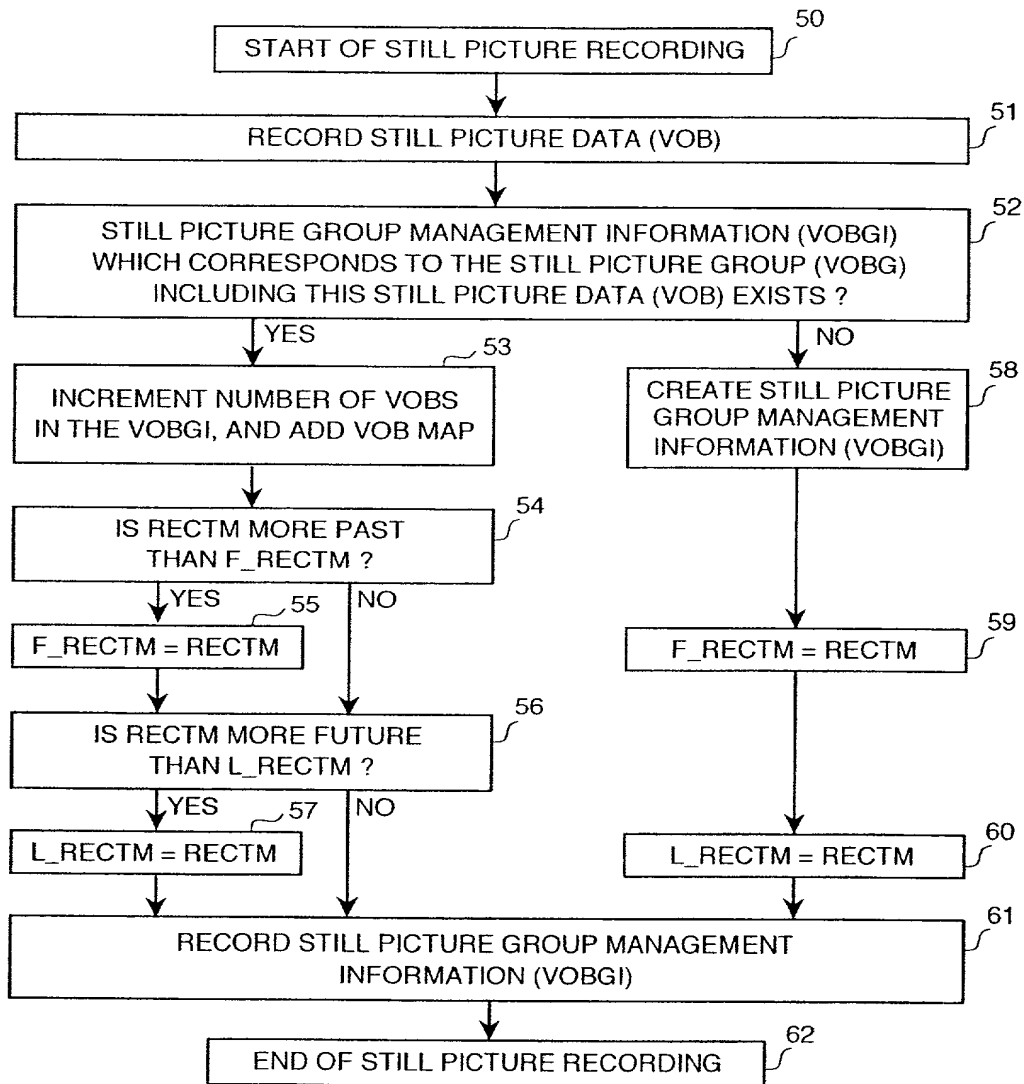 50
START OF STILL PICTURE RECORDING
51
RECORD STILL PICTURE DATA (VOB)
52
STILL PICTURE GROUP MANAGEMENT INFORMATION (VOBGI)
WHICH CORRESPONDS TO THE STILL PICTURE GROUP (VOBG)
INCLUDING THIS STILL PICTURE DATA (VOB) EXISTS ?
YES
NO
53
INCREMENT NUMBER OF VOBS
IN THE VOBGI, AND ADD VOB MAP
58
CREATE STILL PICTURE
GROUP MANAGEMENT
INFORMATION (VOBGI)
54
IS RECTM MORE PAST
THAN F_RECTM ?
YES
NO
55
F_RECTM = RECTM
59
F_RECTM = RECTM
56
IS RECTM MORE FUTURE
THAN L_RECTM ?
YES
NO
57
L_RECTM = RECTM
60
L_RECTM = RECTM
61
RECORD STILL PICTURE GROUP MANAGEMENT
INFORMATION (VOBGI)
62
END OF STILL PICTURE RECORDING